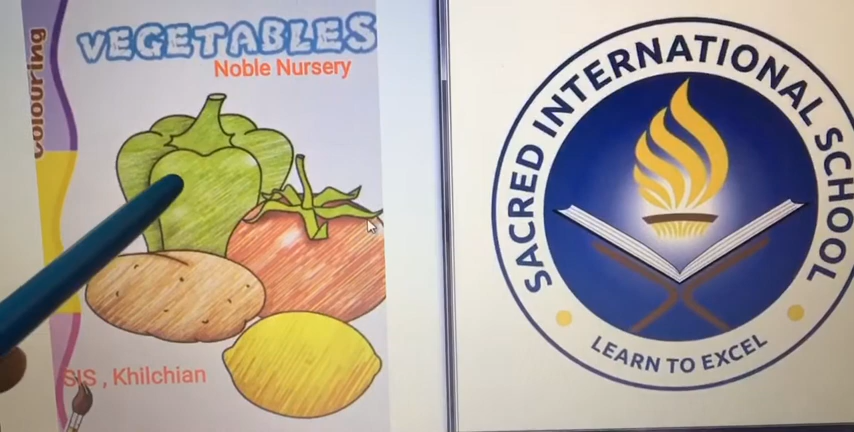 colouring
VEGETABLES
Noble Nursery
SIS , Khilchian
SACRED INTERNATIONAL SCHOOL
LEARN TO EXCEL